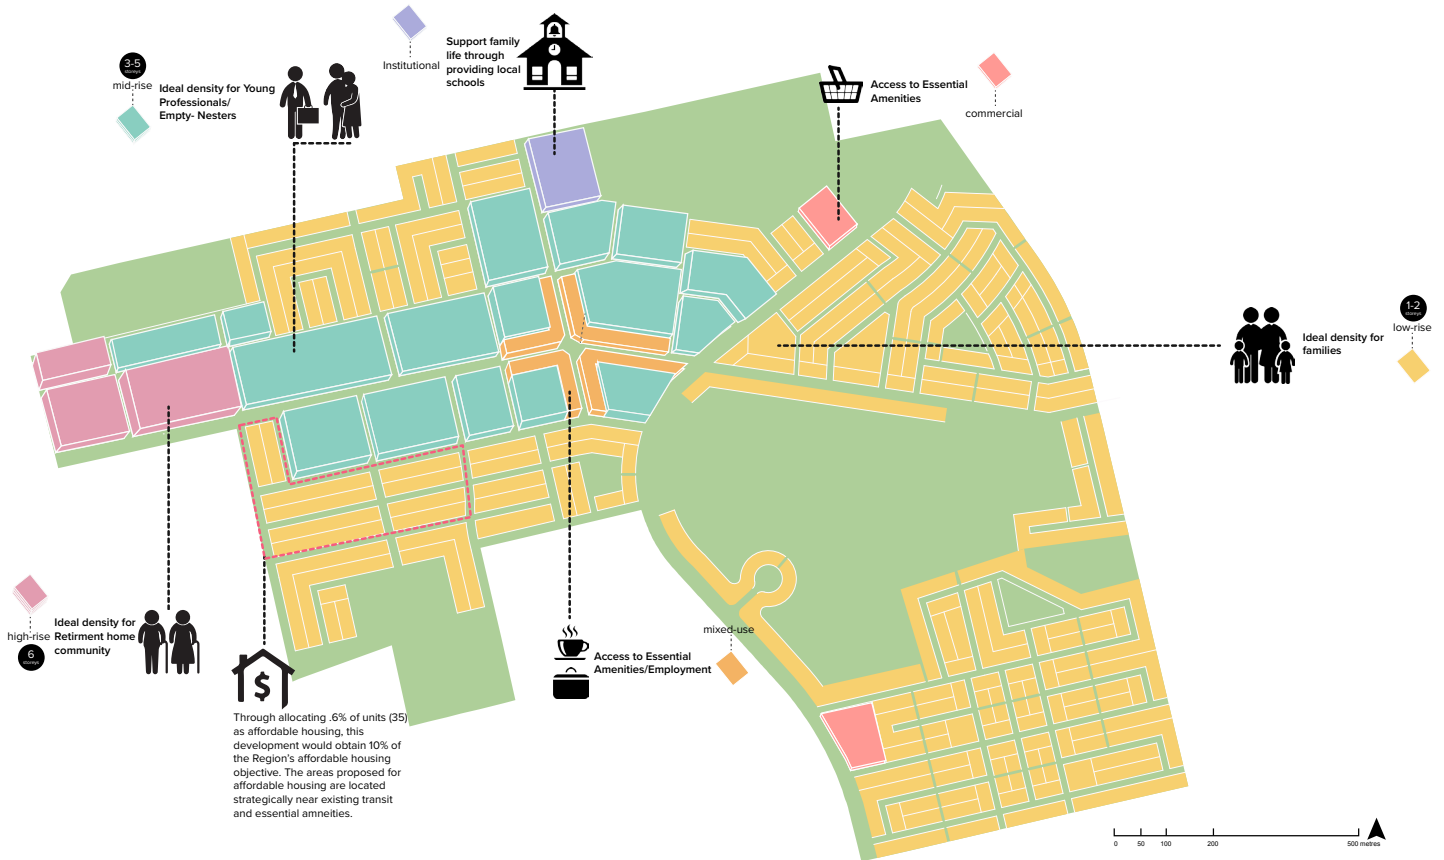 Institutional
Support family
life through
providing local
schools
3-5
storeys
mid-rise
Ideal density for Young
Professionals/
Empty- Nesters
Access to Essential
Amenities
commercial
1-2
storeys
low-rise
Ideal density for
families
high-rise
6
storeys
Ideal density for
Retirment home
community
$
Through allocating .6% of units (35)
as affordable housing, this
development would obtain 10% of
the Region's affordable housing
objective. The areas proposed for
affordable housing are located
strategically near existing transit
and essential amneities.
mixed-use
Access to Essential
Amenities/Employment
0 50 100 200 500 metres